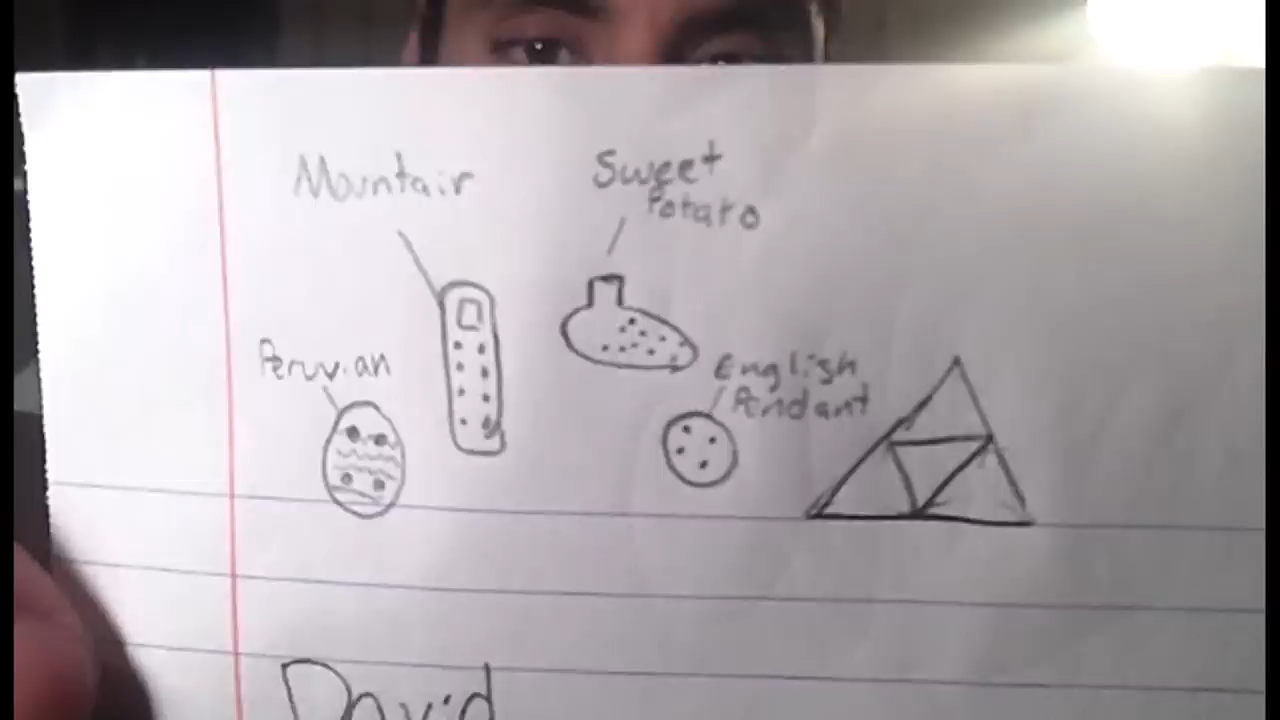 Mountair
Sweet
Potato
Peruvian
English
Pendant
David